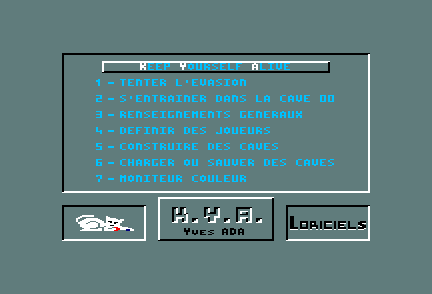 Keep Yourself Alive
1 - TENTER L'EVASION
2 - S'ENTRAINER DANS LA CAVE 00
3 - RENSEIGNEMENTS GENERAUX
4 - DEFINIR DES JOUEURS
5 - CONSTRUIRE DES CAVES
6 - CHARGER OU SAUVER DES CAVES
7 - MONITEUR COULEUR
K.Y.A.
Yves ADA
LORICIELS